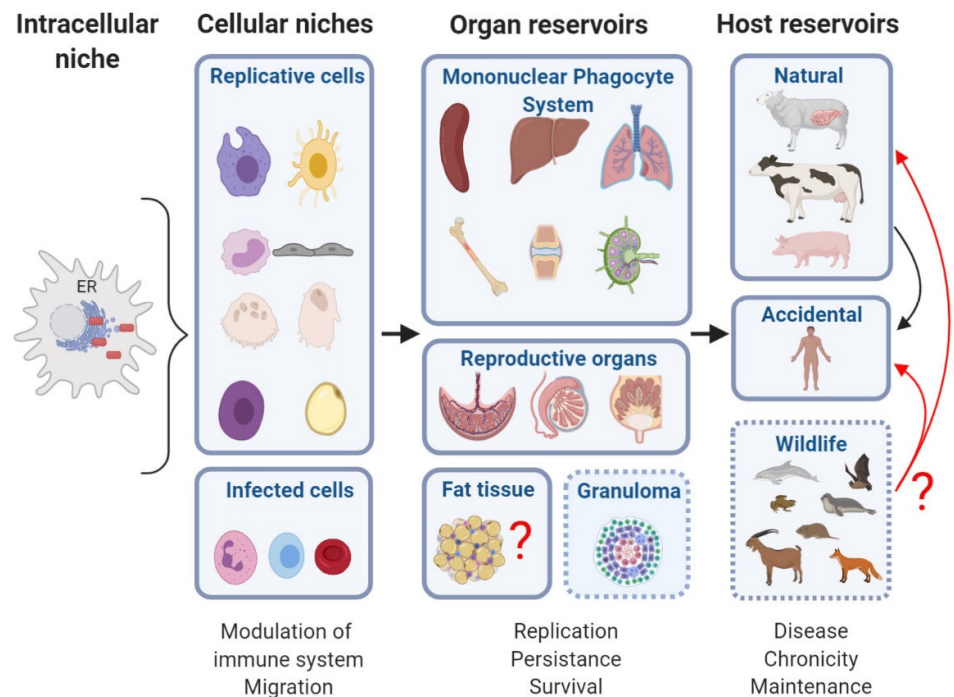 Intracellular
niche
ER
Cellular niches
Replicative cells
Infected cells
Modulation of
immune system
Migration
Organ reservoirs
Mononuclear Phagocyte
System
Reproductive organs
Fat tissue
?
Granuloma
Replication
Persistance
Survival
Host reservoirs
Natural
Accidental
Wildlife
?
Disease
Chronicity
Maintenance